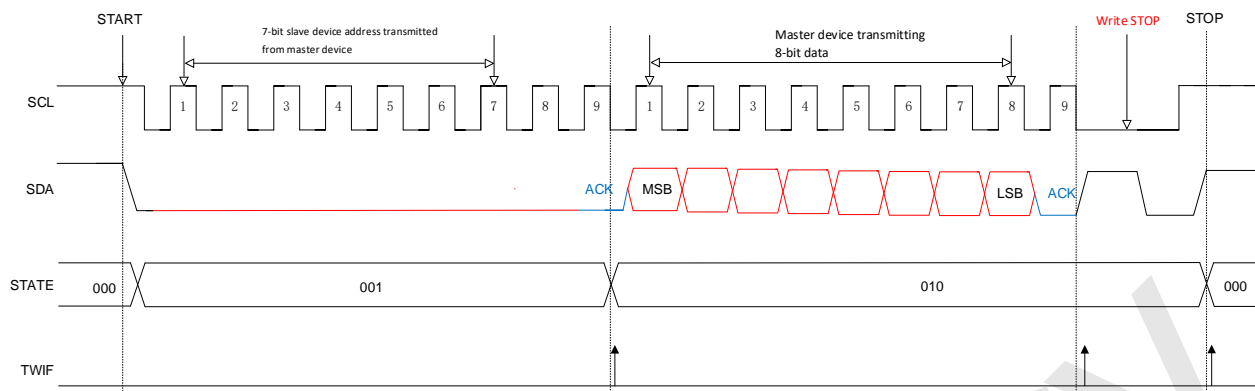 START
7-bit slave device address transmitted
from master device
Master device transmitting
8-bit data
Write STOP
STOP
SCL
1 2 3 4 5 6 7 8 9 1 2 3 4 5 6 7 8 9
SDA
ACK MSB LSB ACK
STATE
000 001 010 000
TWIF